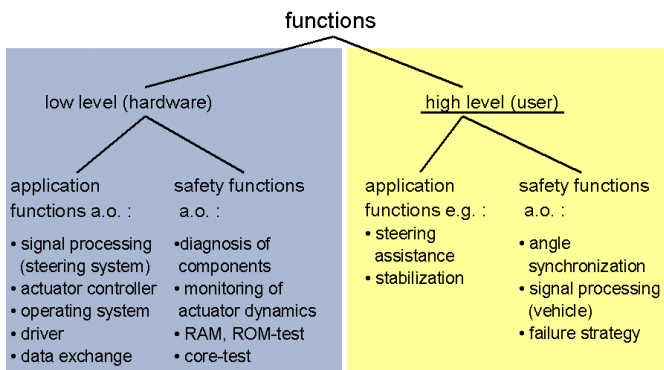 functions
low level (hardware)
high level (user)
application
functions a.o. :
• signal processing
(steering system)
• actuator controller
• operating system
• driver
• data exchange
safety functions
a.o. :
•diagnosis of
components
• monitoring of
actuator dynamics
• RAM, ROM-test
• core-test
application
functions e.g. :
• steering
assistance
• stabilization
safety functions
a.o. :
• angle
synchronization
• signal processing
(vehicle)
• failure strategy